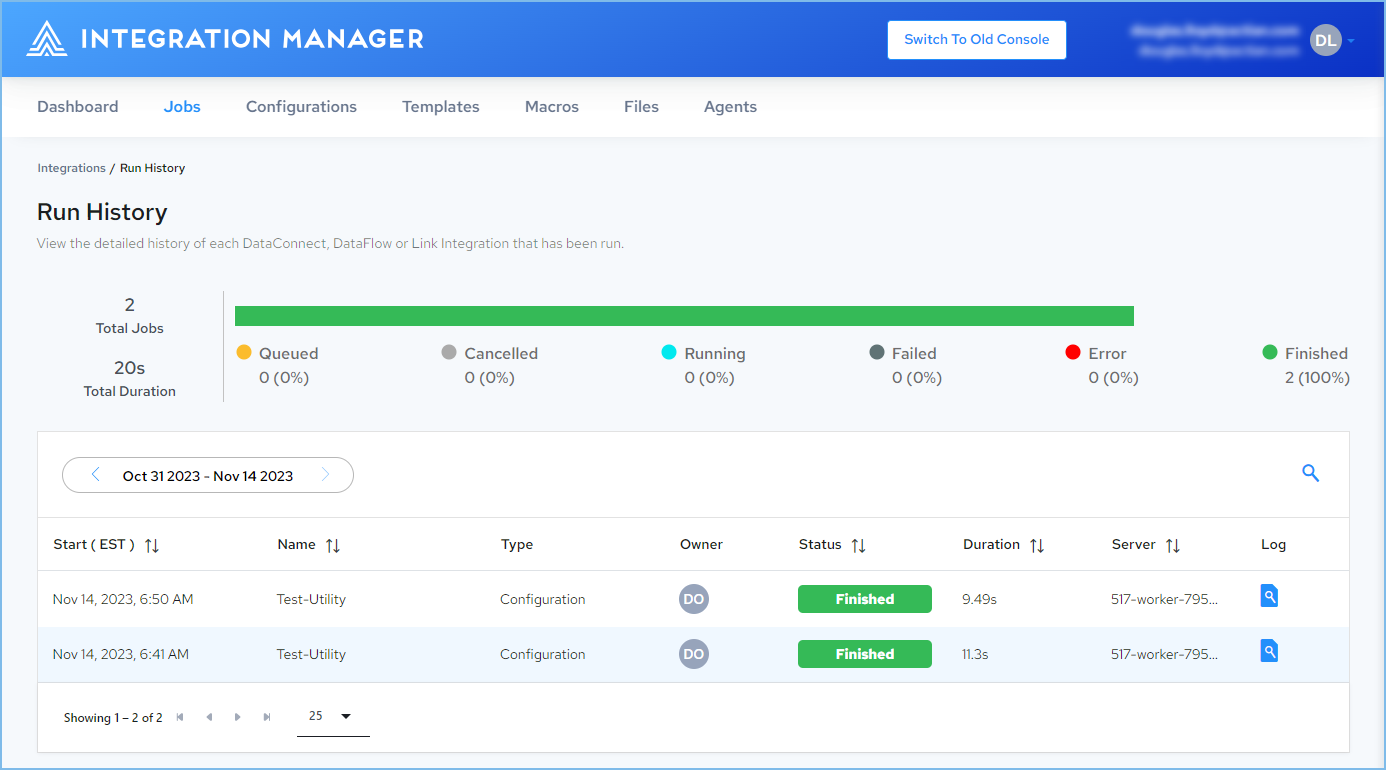 INTEGRATION MANAGER
Switch To Old Console
DL
Dashboard Jobs Configurations Templates Macros Files Agents
Integrations / Run History
Run History
View the detailed history of each DataConnect, DataFlow or Link Integration that has been run.
2
Total Jobs
20s
Total Duration
Queued Cancelled Running Failed Error Finished
0 (0%) 0 (0%) 0 (0%) 0 (0%) 0 (0%) 2 (100%)
Oct 31 2023 - Nov 14 2023
Start ( EST ) Name Type Owner Status Duration Server Log
Nov 14, 2023, 6:50 AM Test-Utility Configuration DO Finished 9.49s 517-worker-795...
Nov 14, 2023, 6:41 AM Test-Utility Configuration DO Finished 11.3s 517-worker-795...
Showing 1 – 2 of 2 25